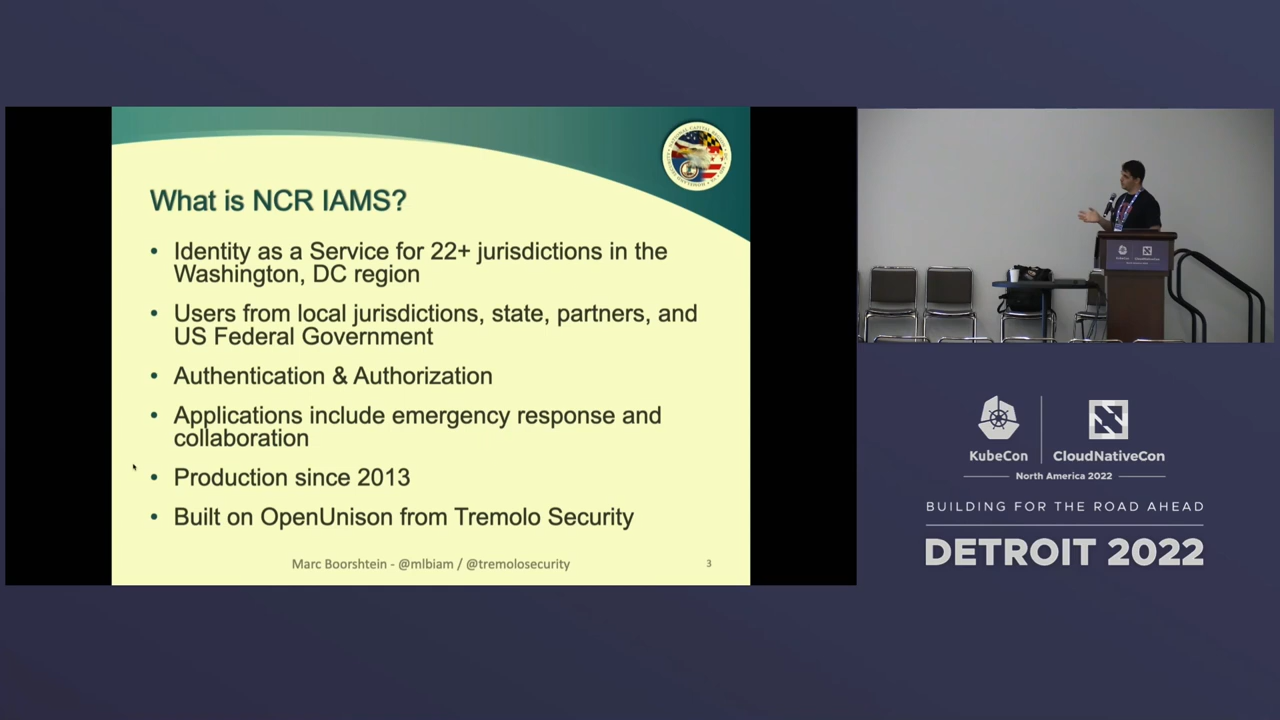 What is NCR IAMS?
• Identity as a Service for 22+ jurisdictions in the
Washington, DC region
• Users from local jurisdictions, state, partners, and
US Federal Government
• Authentication & Authorization
• Applications include emergency response and
collaboration
• Production since 2013
• Built on OpenUnison from Tremolo Security
Marc Boorshtein - @mlbiam / @tremolosecurity
3
KubeCon
CloudNativeCon
North America 2022
BUILDING FOR THE ROAD AHEAD
DETROIT 2022